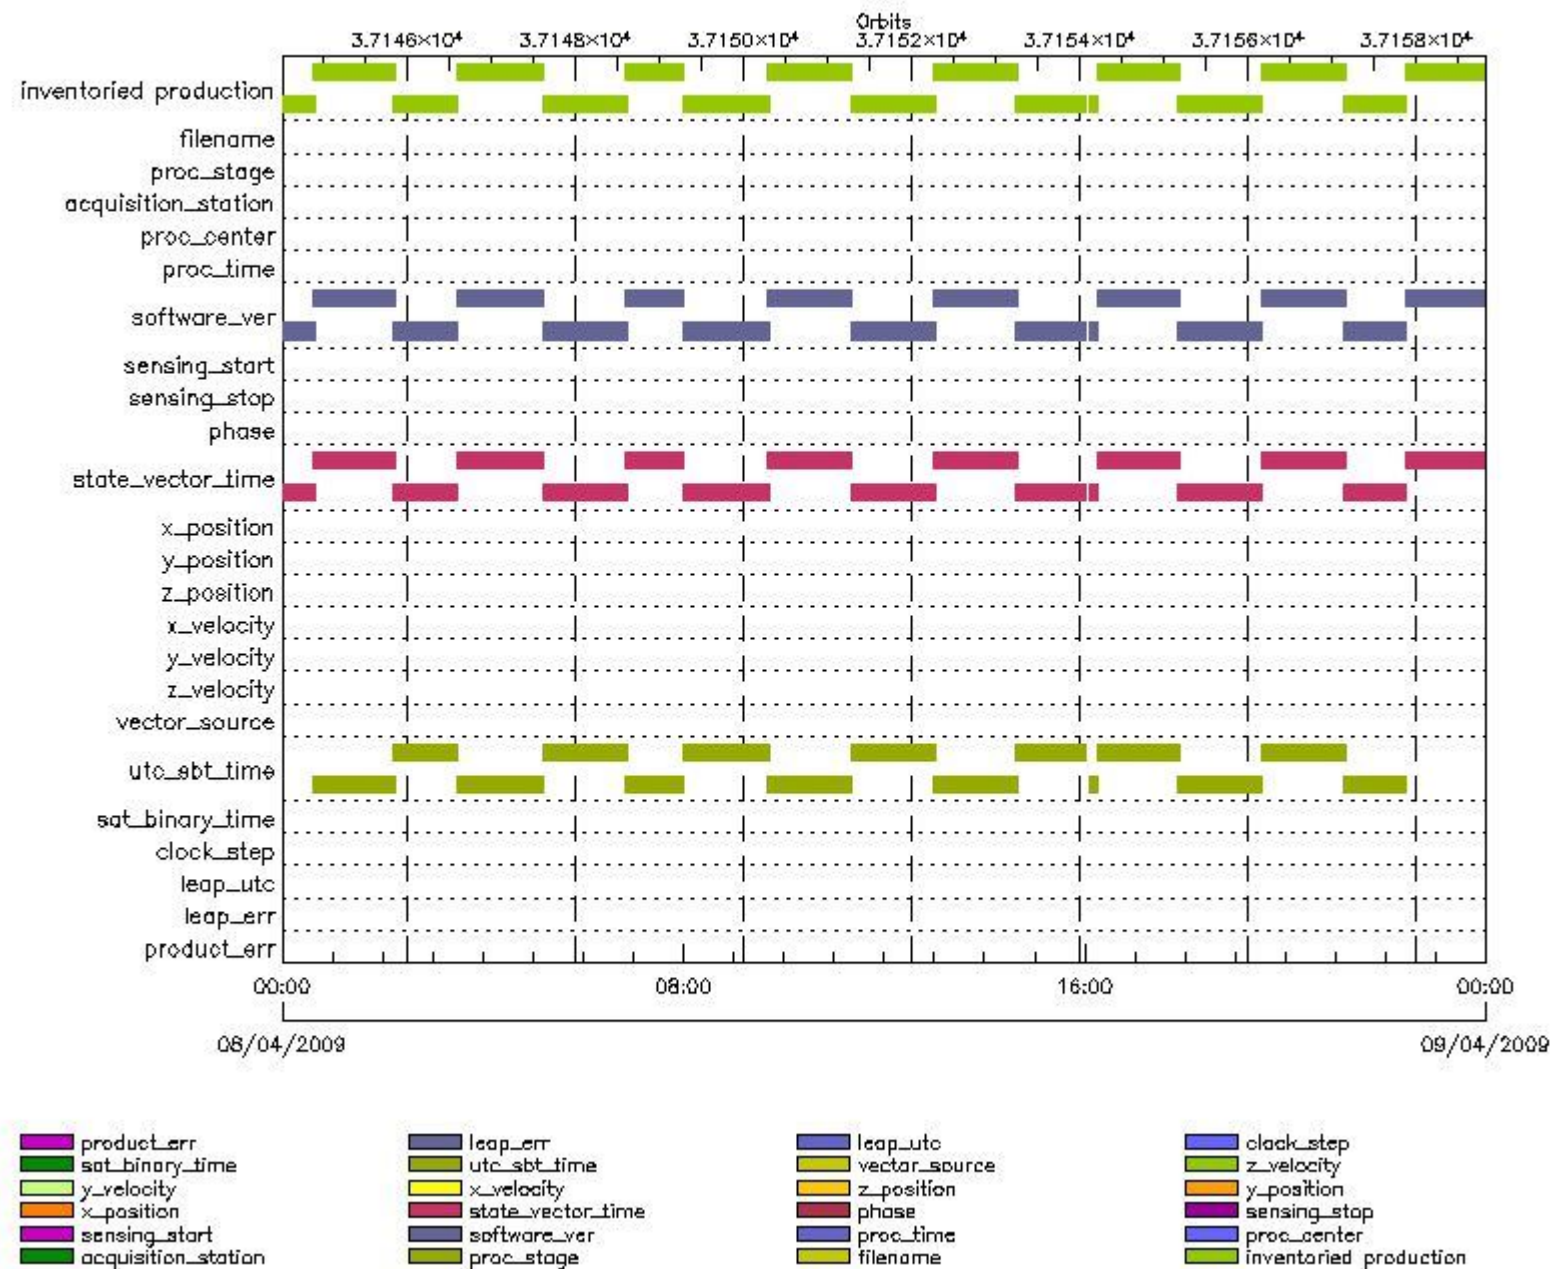 Orbits
3.7146×10⁴ 3.7148×10⁴ 3.7150×10⁴ 3.7152×10⁴ 3.7154×10⁴ 3.7156×10⁴ 3.7158×10⁴
inventoried production
filename
proc_stage
acquisition_station
proc_center
proc_time
software_ver
sensing_start
sensing_stop
phase
state_vector_time
x_position
y_position
z_position
x_velocity
y_velocity
z_velocity
vector_source
utc_sbt_time
sat_binary_time
clock_step
leap_utc
leap_err
product_err
00:00 08:00 16:00 00:00
08/04/2009 09/04/2009
product_err leap_err leap_utc clock_step
sat_binary_time utc_sbt_time vector_source z_velocity
y_velocity x_velocity z_position y_position
x_position state_vector_time phase sensing_stop
sensing_start software_ver proc_time proc_center
acquisition_station proc_stage filename inventoried production